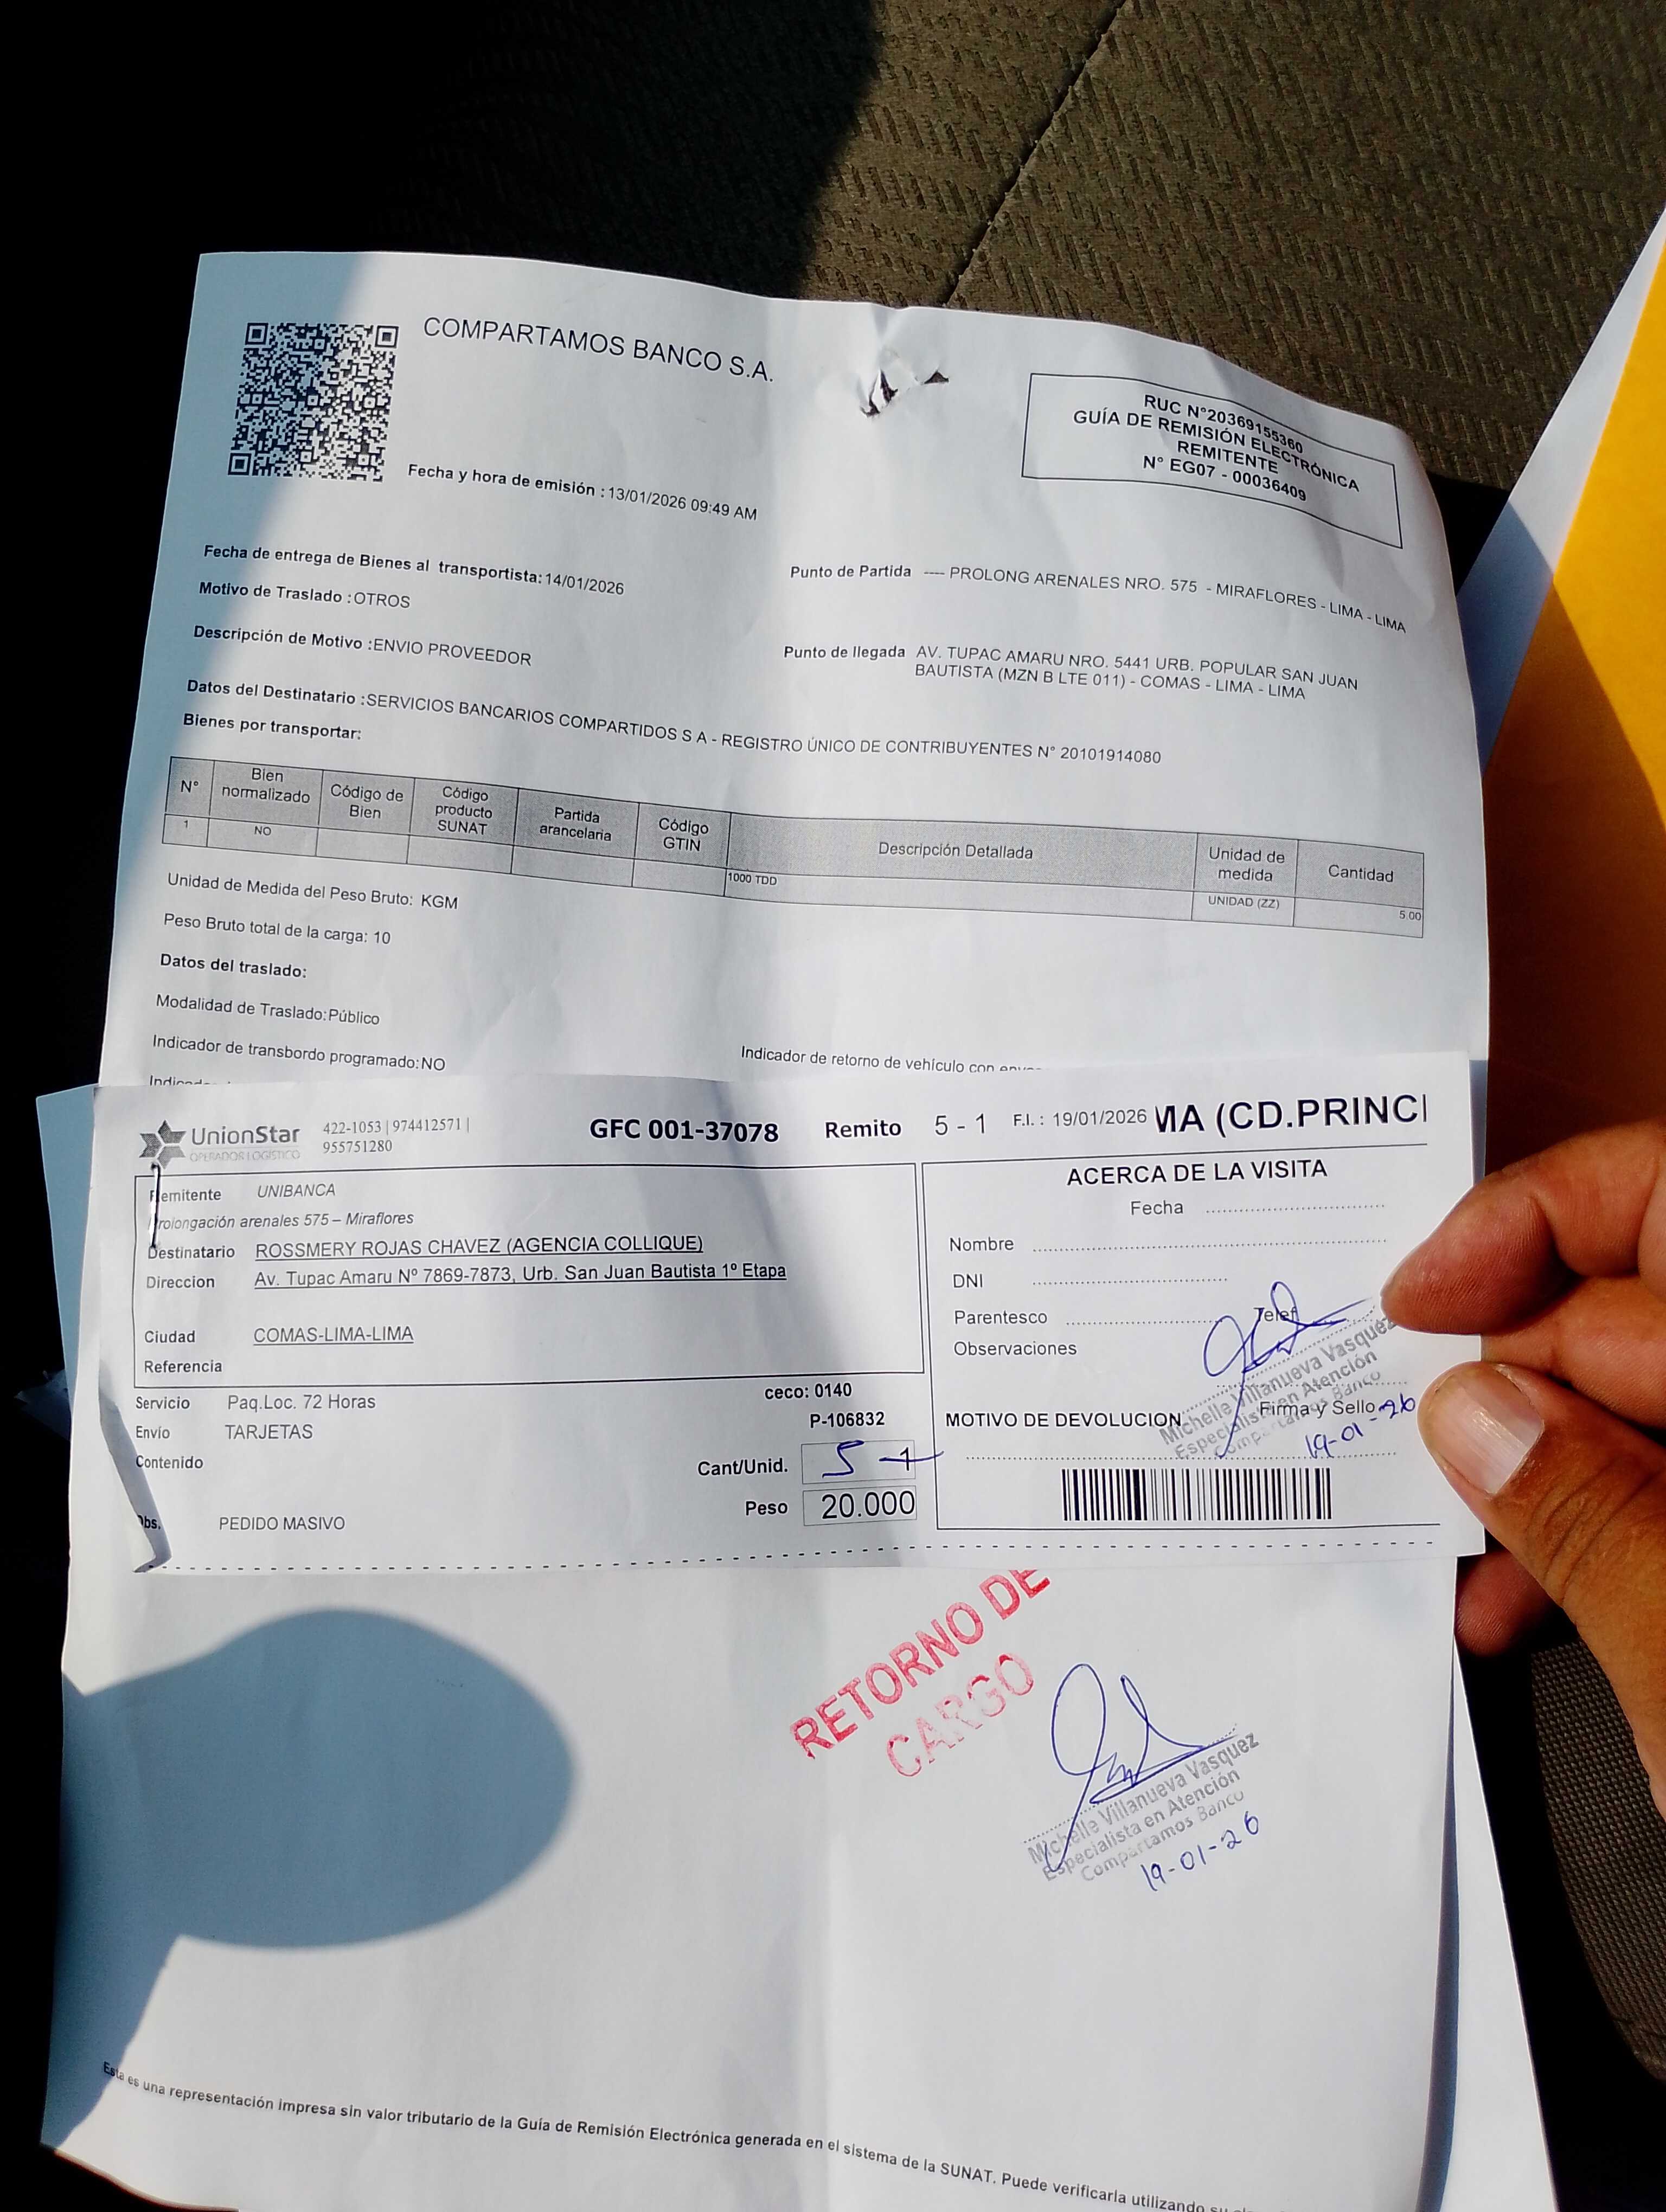 COMPARTAMOS BANCO S.A.
RUC N°20369155360
GUÍA DE REMISIÓN ELECTRÓNICA
REMITENTE
N° EG07 - 00036409
Fecha y hora de emisión : 13/01/2026 09:49 AM
Fecha de entrega de Bienes al transportista: 14/01/2026
Motivo de Traslado : OTROS
Descripción de Motivo : ENVIO PROVEEDOR
Punto de Partida ---- PROLONG ARENALES NRO. 575 - MIRAFLORES - LIMA - LIMA
Punto de llegada AV. TUPAC AMARU NRO. 5441 URB. POPULAR SAN JUAN
BAUTISTA (MZN B LTE 011) - COMAS - LIMA - LIMA
Datos del Destinatario : SERVICIOS BANCARIOS COMPARTIDOS S A - REGISTRO ÚNICO DE CONTRIBUYENTES N° 20101914080
Bienes por transportar:
N° Bien normalizado Código de Bien Código producto SUNAT Partida arancelaria Código GTIN Descripción Detallada Unidad de medida Cantidad
1 NO 1000 TDD UNIDAD (ZZ) 5.00
Unidad de Medida del Peso Bruto: KGM
Peso Bruto total de la carga: 10
Datos del traslado:
Modalidad de Traslado: Público
Indicador de transbordo programado: NO
Indicador de retorno de vehículo con
UnionStar
OPERADOR LOGÍSTICO
422-1053 | 974412571 |
955751280
GFC 001-37078 Remito 5 - 1 F.I. : 19/01/2026 MA (CD.PRINCI
Remitente UNIBANCA
Prolongación arenales 575 – Miraflores
Destinatario ROSSMERY ROJAS CHAVEZ (AGENCIA COLLIQUE)
Direccion Av. Tupac Amaru Nº 7869-7873, Urb. San Juan Bautista 1º Etapa
Ciudad COMAS-LIMA-LIMA
Referencia
Servicio Paq.Loc. 72 Horas
Envío TARJETAS
Contenido
Obs. PEDIDO MASIVO
ceco: 0140
P-106832
Cant/Unid. 5 - 1
Peso 20.000
ACERCA DE LA VISITA
Fecha
Nombre
DNI
Parentesco Telef
Observaciones
MOTIVO DE DEVOLUCION
Firma y Sello
Michelle Villanueva Vasquez
Especialista en Atención
Compartamos Banco
19-01-26
RETORNO DE
CARGO
Michelle Villanueva Vasquez
Especialista en Atención
Compartamos Banco
19-01-26
Esta es una representación impresa sin valor tributario de la Guía de Remisión Electrónica generada en el sistema de la SUNAT. Puede verificarla utilizando su